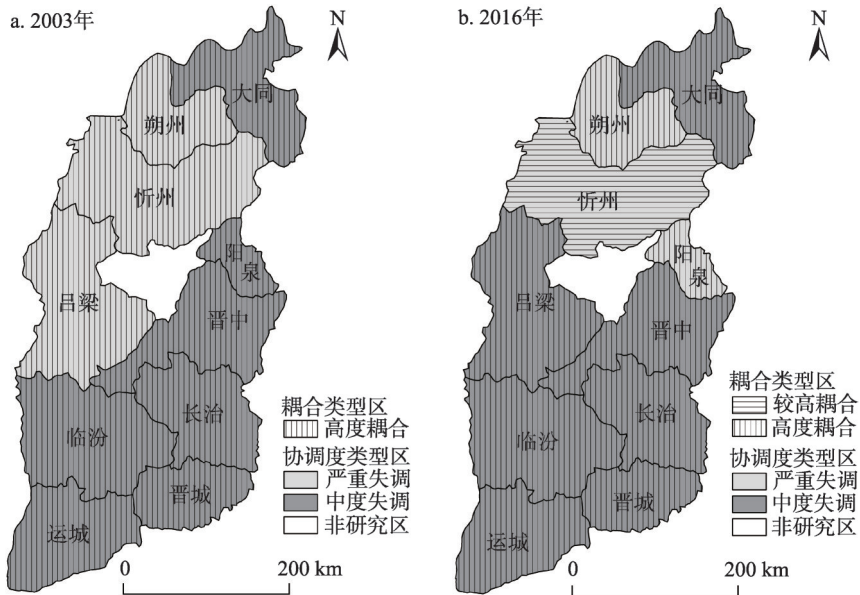 a. 2003年
N
大同
朔州
忻州
阳
泉
吕梁
晋中
长治
临汾
晋城
运城
耦合类型区
高度耦合
协调度类型区
严重失调
中度失调
非研究区
0
200 km
b. 2016年
N
大同
朔州
忻州
阳
泉
吕梁
晋中
长治
临汾
晋城
运城
耦合类型区
较高耦合
高度耦合
协调度类型区
严重失调
中度失调
非研究区
0
200 km